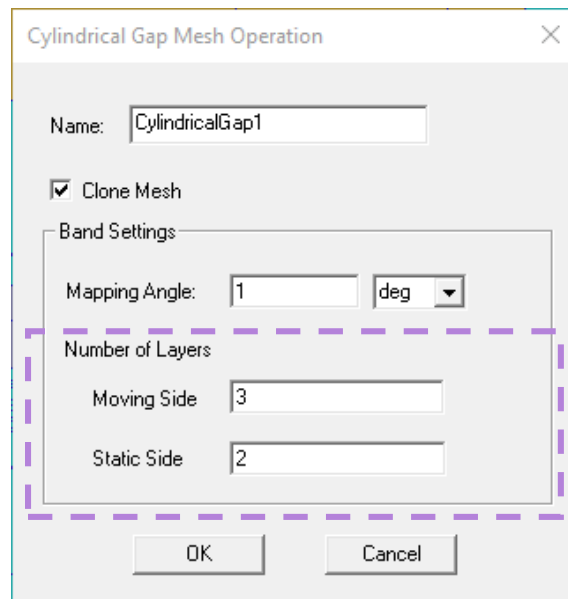 Cylindrical Gap Mesh Operation
Name: CylindricalGap1
Clone Mesh
Band Settings
Mapping Angle: 1 deg
Number of Layers
Moving Side 3
Static Side 2
OK Cancel